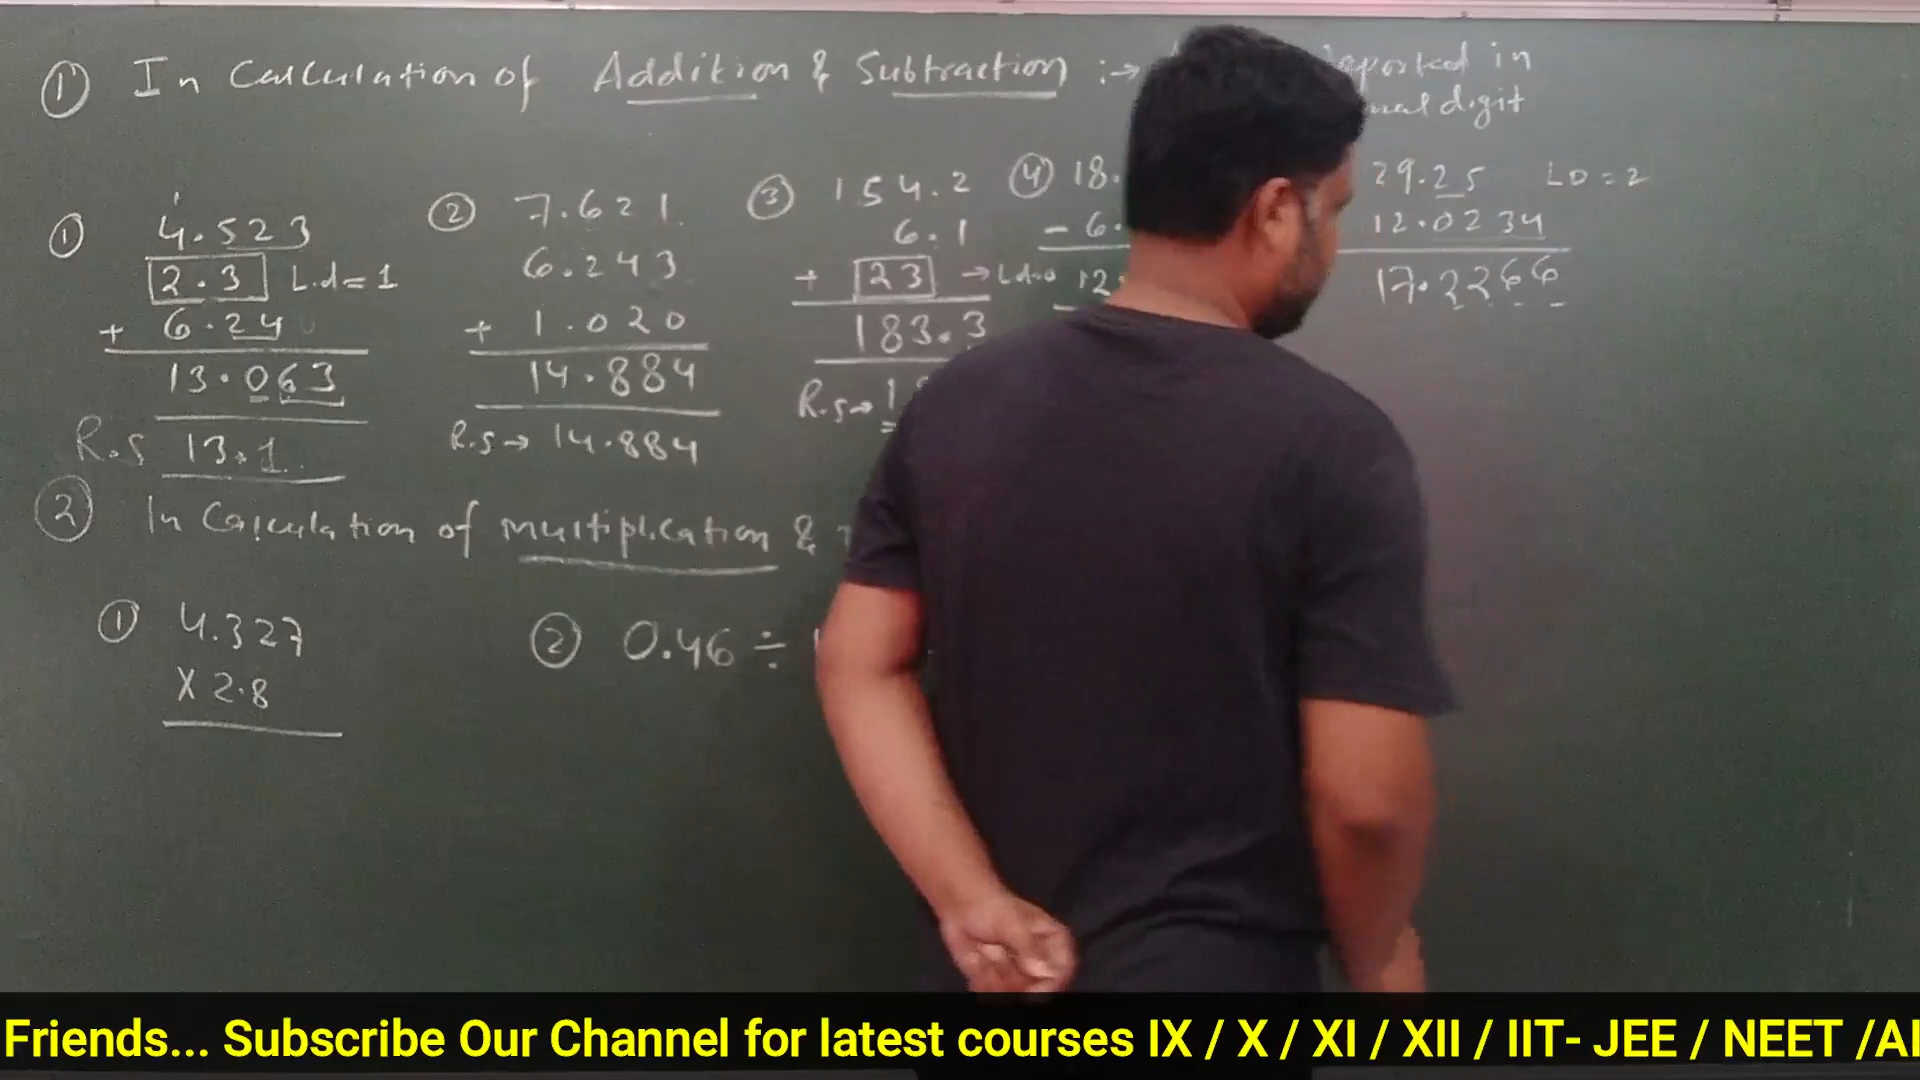 ① In Calculation of Addition & Subtraction :→
in
digit
① 4.523
2.3 L.d = 1
+ 6.24
13.063
R.s 13.1
② 7.621
6.243
+ 1.020
14.884
R.s → 14.884
③ 154.2
6.1
+ 23 → L.d=0
183.3
R.s → 1
④ 18.
- 6.
12
29.25 LD = 2
12.0234
17.2266
② In Calculation of multiplication &
① 4.327
X 2.8
② 0.46 ÷
Friends... Subscribe Our Channel for latest courses IX / X / XI / XII / IIT- JEE / NEET /AI